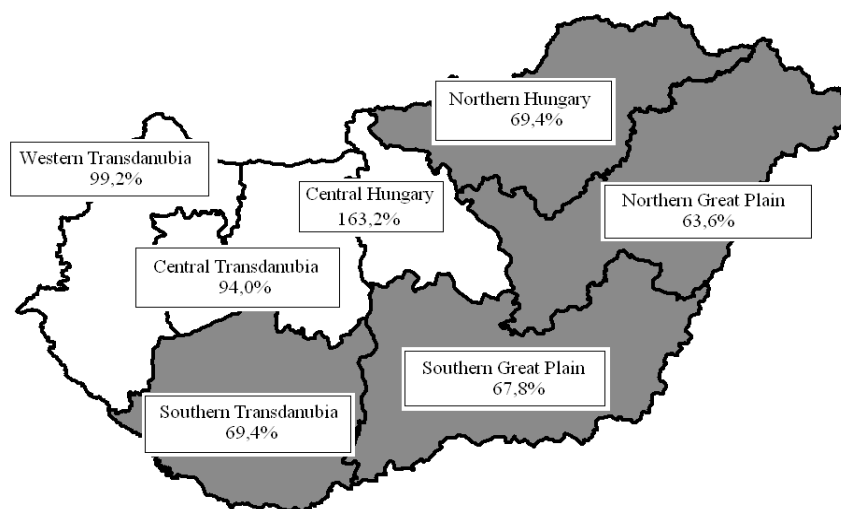 Northern Hungary
69,4%
Western Transdanubia
99,2%
Central Hungary
163,2%
Northern Great Plain
63,6%
Central Transdanubia
94,0%
Southern Great Plain
67,8%
Southern Transdanubia
69,4%